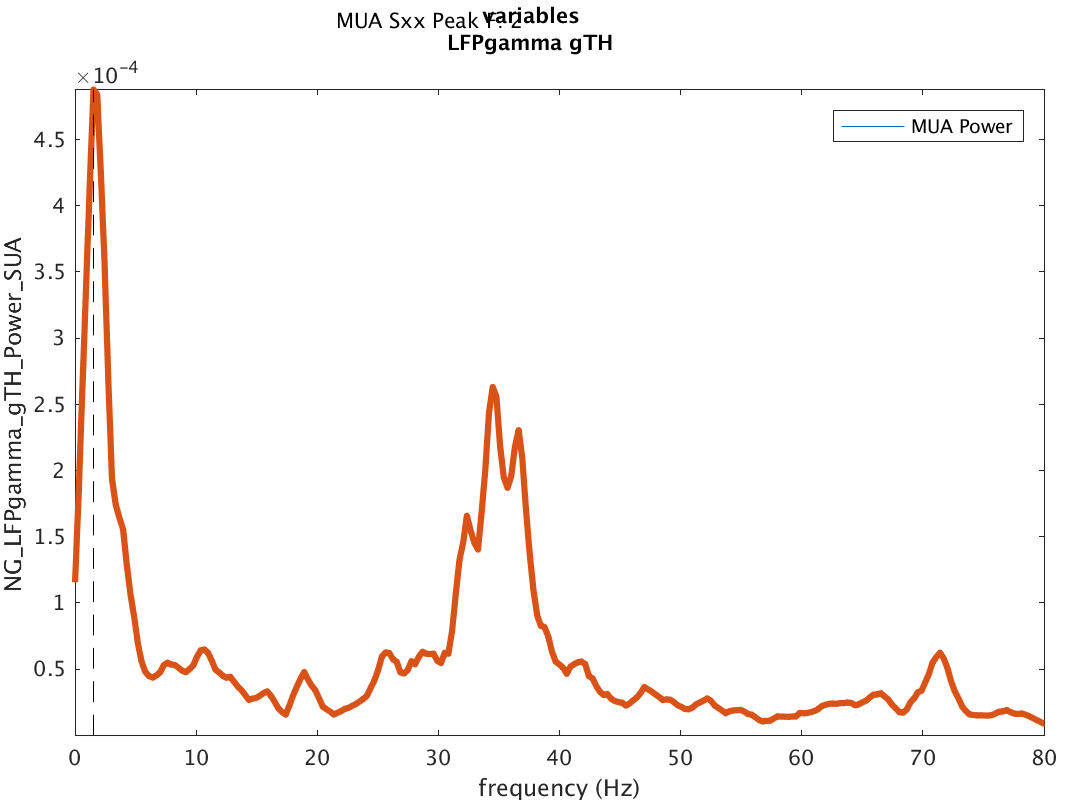 MUA Sxx Peak F: 2
variables
LFPgamma gTH
×10⁻⁴
MUA Power
4.5
4
3.5
3
2.5
2
1.5
1
0.5
NG_LFPgamma_gTH_Power_SUA
0 10 20 30 40 50 60 70 80
frequency (Hz)